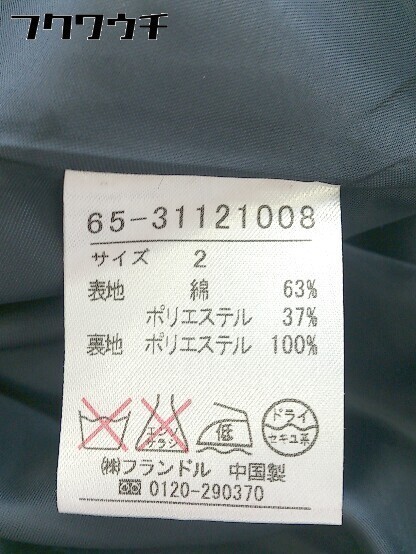 フクワウチ
65-31121008
サイズ 2
表地 綿 63%
ポリエステル 37%
裏地 ポリエステル 100%
エンソ サラシ 低 ドライ セキユ系
㈱フランドル 中国製
0120-290370